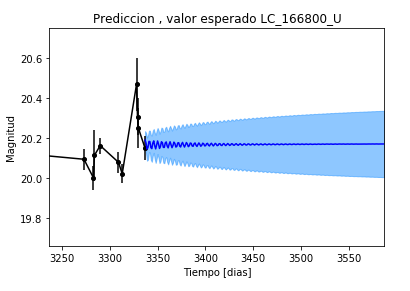 Prediccion , valor esperado LC_166800_U
Magnitud
20.6
20.4
20.2
20.0
19.8
3250 3300 3350 3400 3450 3500 3550
Tiempo [dias]